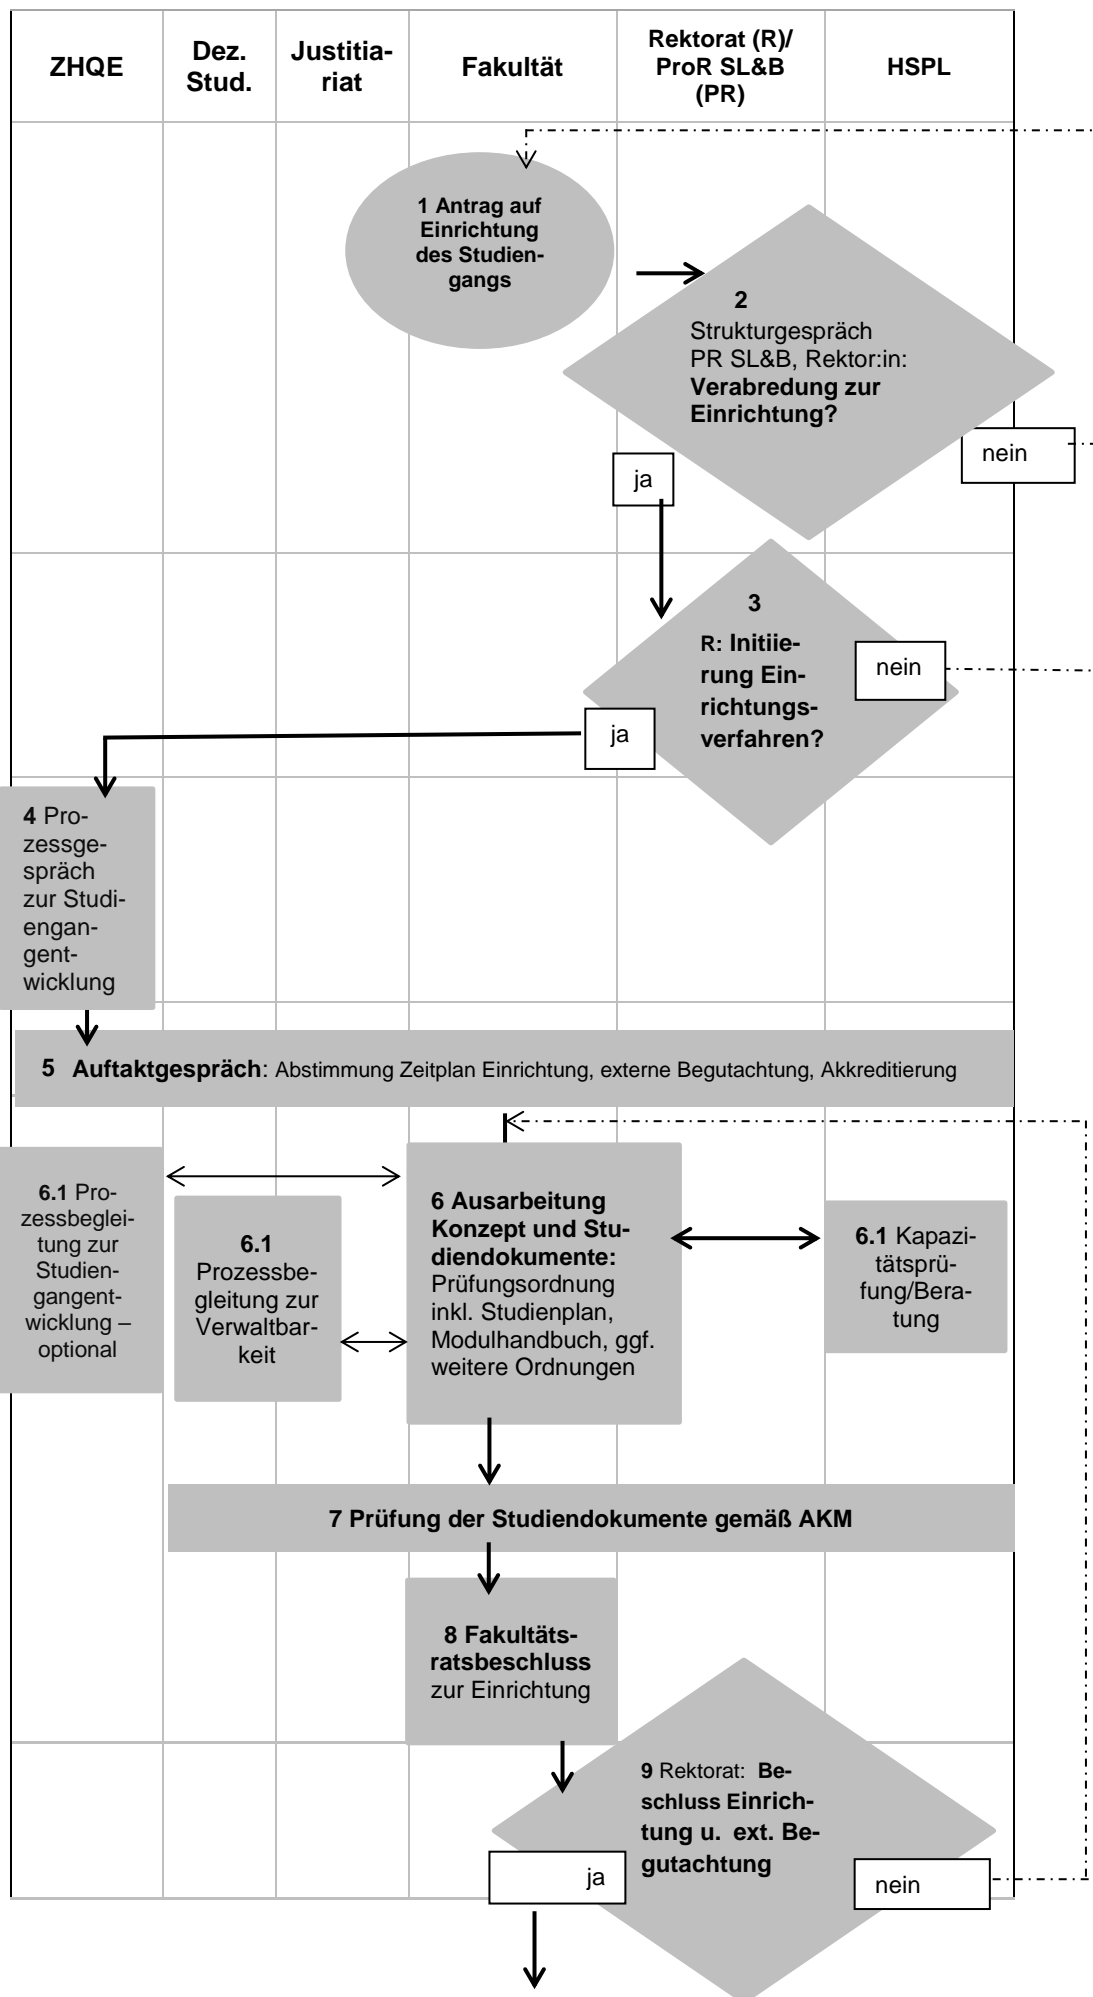 ZHQE
Dez.
Stud.
Justitia-
riat
Fakultät
Rektorat (R)/
ProR SL&B
(PR)
HSPL
1 Antrag auf
Einrichtung
des Studien-
gangs
2
Strukturgespräch
PR SL&B, Rektor:in:
Verabredung zur
Einrichtung?
nein
ja
3
R: Initiie-
rung Ein-
richtungs-
verfahren?
nein
ja
4 Pro-
zessge-
spräch
zur Studi-
engan-
gent-
wicklung
5 Auftaktgespräch: Abstimmung Zeitplan Einrichtung, externe Begutachtung, Akkreditierung
6.1 Pro-
zessbeglei-
tung zur
Studien-
gangent-
wicklung –
optional
6.1
Prozessbe-
gleitung zur
Verwaltbar-
keit
6 Ausarbeitung
Konzept und Stu-
diendokumente:
Prüfungsordnung
inkl. Studienplan,
Modulhandbuch, ggf.
weitere Ordnungen
6.1 Kapazi-
tätsprü-
fung/Bera-
tung
7 Prüfung der Studiendokumente gemäß AKM
8 Fakultäts-
ratsbeschluss
zur Einrichtung
9 Rektorat: Be-
schluss Einrich-
tung u. ext. Be-
gutachtung
ja
nein